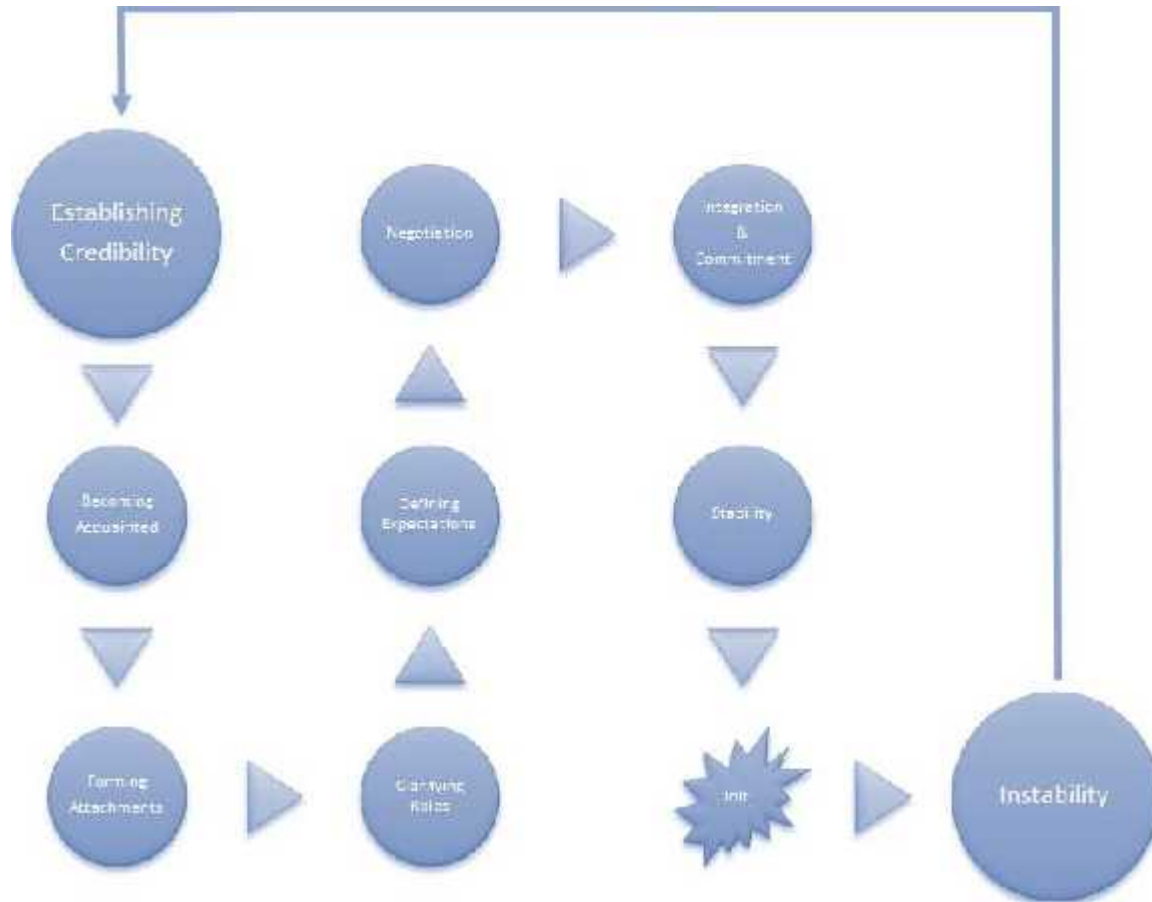 Establishing
Credibility
Becoming
Acquainted
Forming
Attachments
Clarifying
Roles
Defining
Expectations
Negotiation
Integration
&
Commitment
Stability
Instability